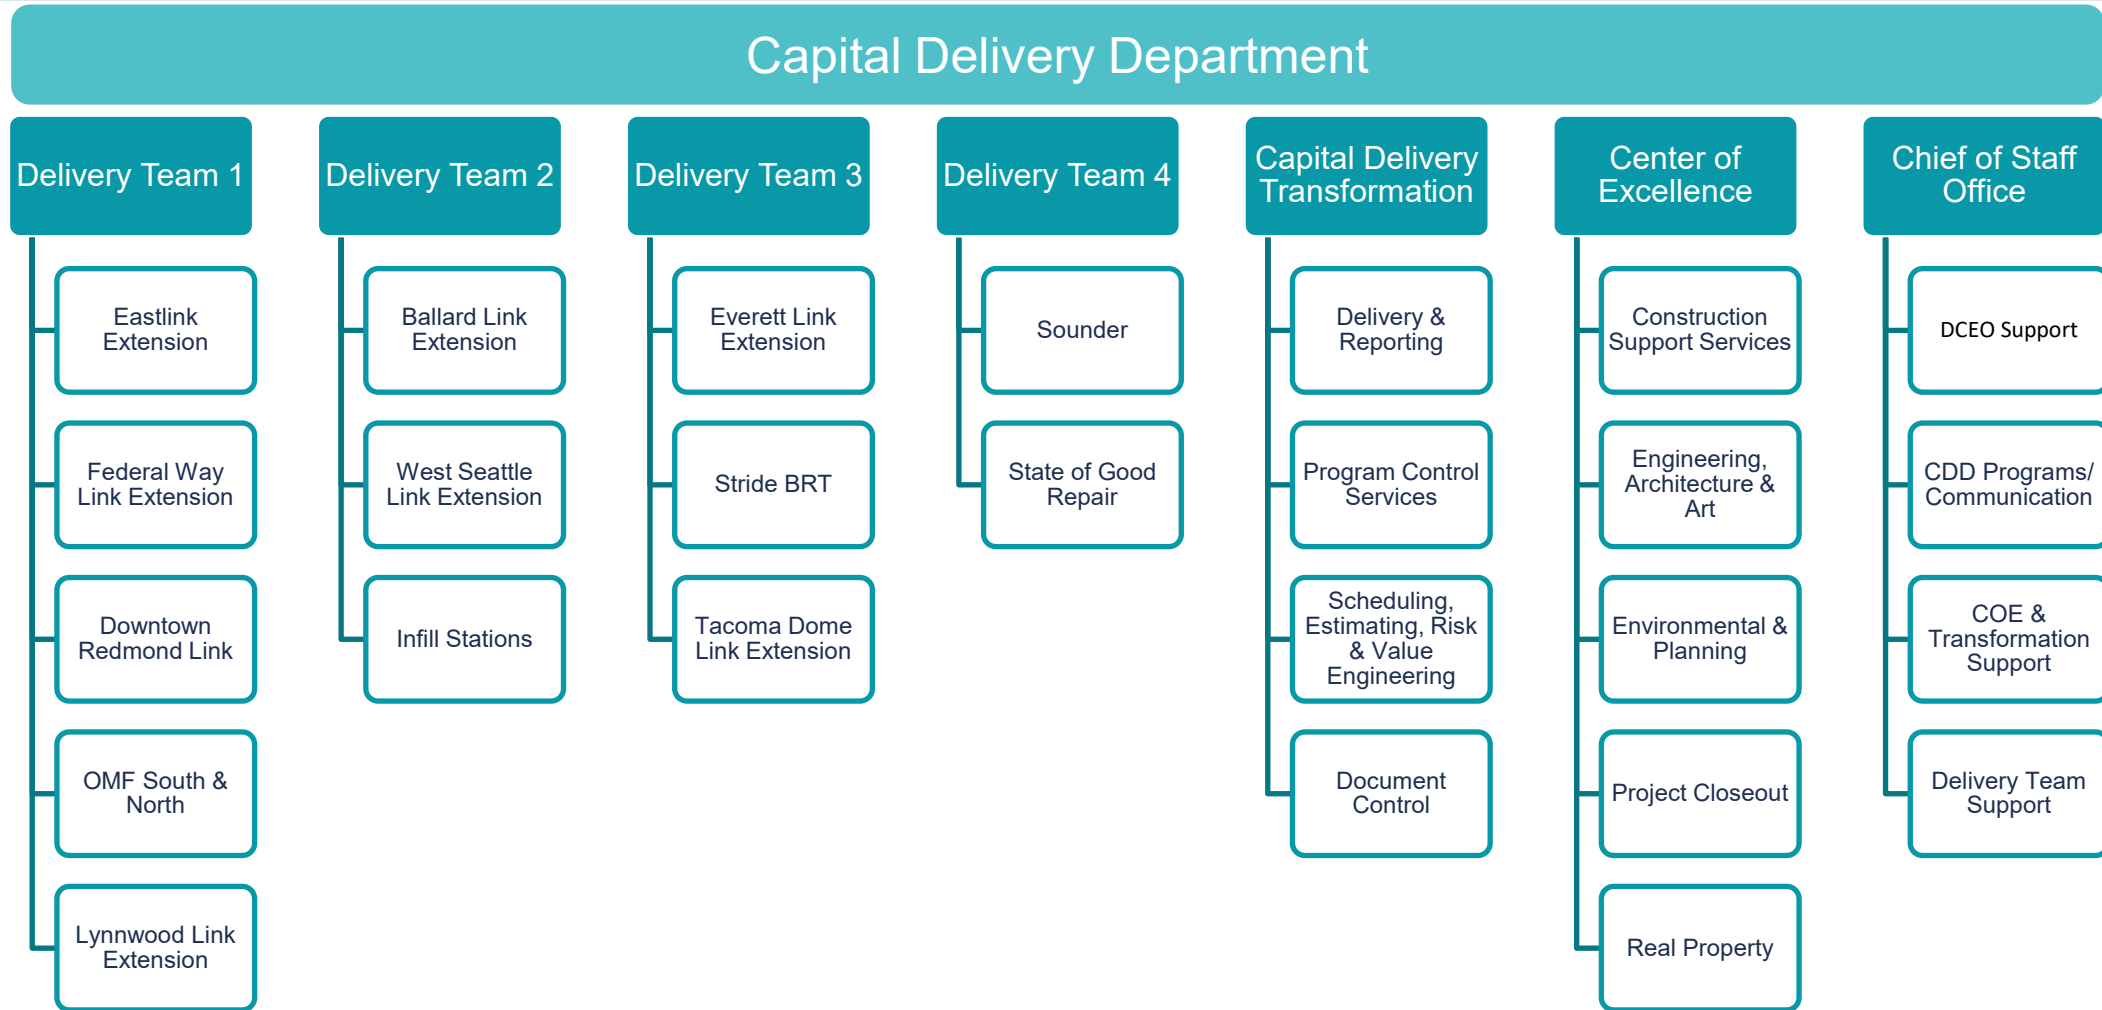 Capital Delivery Department
Delivery Team 1
Eastlink
Extension
Federal Way
Link Extension
Downtown
Redmond Link
OMF South &
North
Lynnwood Link
Extension
Delivery Team 2
Ballard Link
Extension
West Seattle
Link Extension
Infill Stations
Delivery Team 3
Everett Link
Extension
Stride BRT
Tacoma Dome
Link Extension
Delivery Team 4
Sounder
State of Good
Repair
Capital Delivery
Transformation
Delivery &
Reporting
Program Control
Services
Scheduling,
Estimating, Risk
& Value
Engineering
Document
Control
Center of
Excellence
Construction
Support Services
Engineering,
Architecture &
Art
Environmental &
Planning
Project Closeout
Real Property
Chief of Staff
Office
DCEO Support
CDD Programs/
Communication
COE &
Transformation
Support
Delivery Team
Support